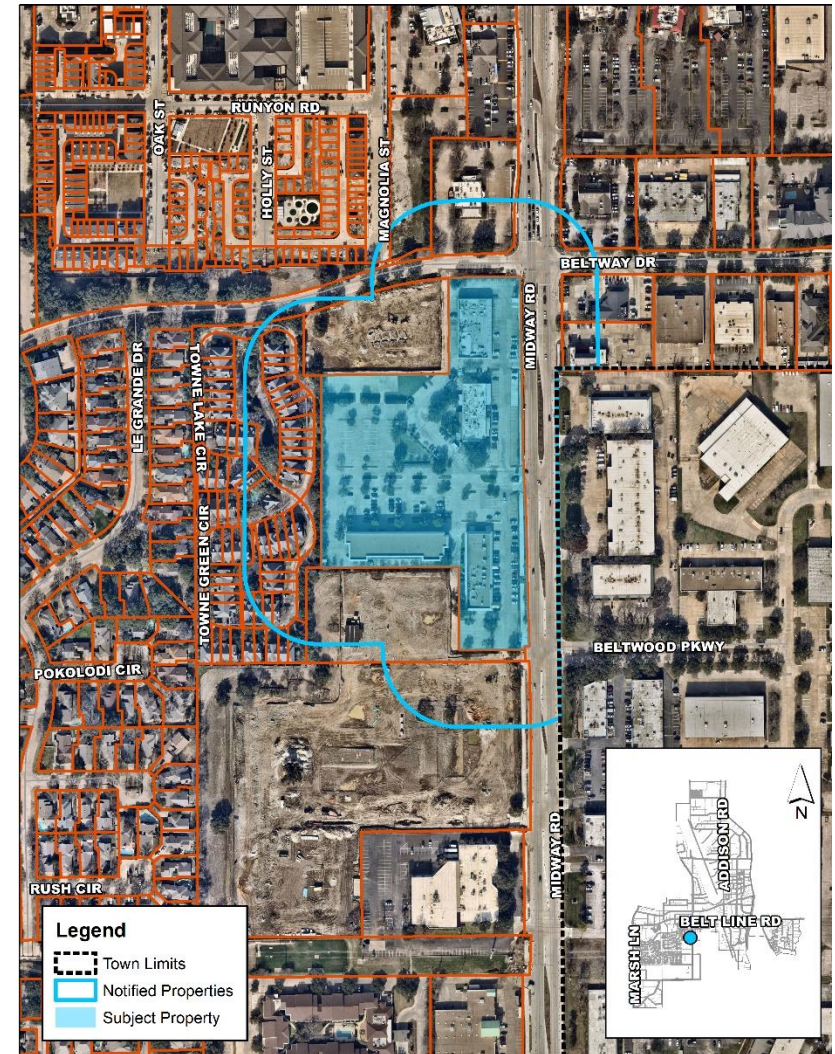 RUNYON RD
OAK ST
HOLLY ST
MAGNOLIA ST
BELTWAY DR
MIDWAY RD
LE GRANDE DR
TOWNE LAKE CIR
TOWNE GREEN CIR
BELTWOOD PKWY
POKOLODI CIR
MIDWAY RD
RUSH CIR
Legend
Town Limits
Notified Properties
Subject Property
N
ADDISON RD
BELT LINE RD
MARSH LN